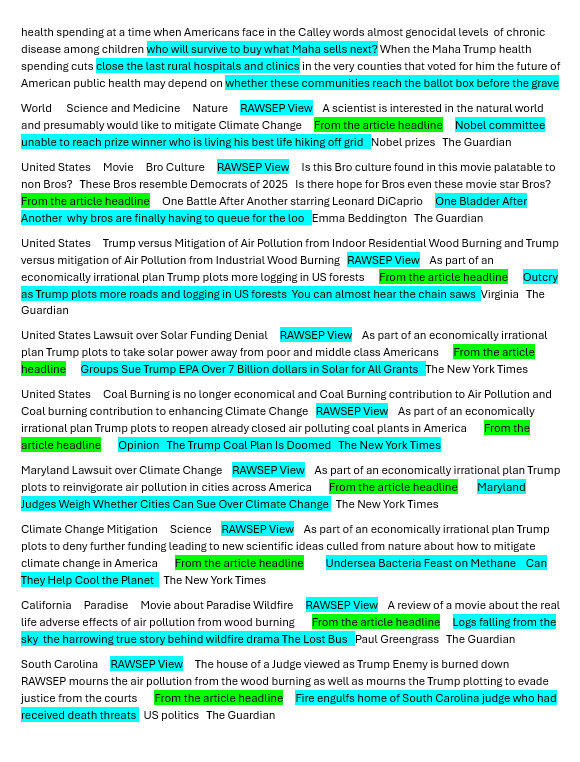 health spending at a time when Americans face in the Calley words almost genocidal levels of chronic
disease among children who will survive to buy what Maha sells next? When the Maha Trump health
spending cuts close the last rural hospitals and clinics in the very counties that voted for him the future of
American public health may depend on whether these communities reach the ballot box before the grave
World Science and Medicine Nature RAWSEP View A scientist is interested in the natural world
and presumably would like to mitigate Climate Change From the article headline Nobel committee
unable to reach prize winner who is living his best life hiking off grid Nobel prizes The Guardian
United States Movie Bro Culture RAWSEP View Is this Bro culture found in this movie palatable to
non Bros? These Bros resemble Democrats of 2025 Is there hope for Bros even these movie star Bros?
From the article headline One Battle After Another starring Leonard DiCaprio One Bladder After
Another why bros are finally having to queue for the loo Emma Beddington The Guardian
United States Trump versus Mitigation of Air Pollution from Indoor Residential Wood Burning and Trump
versus mitigation of Air Pollution from Industrial Wood Burning RAWSEP View As part of an
economically irrational plan Trump plots more logging in US forests From the article headline Outcry
as Trump plots more roads and logging in US forests You can almost hear the chain saws Virginia The
Guardian
United States Lawsuit over Solar Funding Denial RAWSEP View As part of an economically irrational
plan Trump plots to take solar power away from poor and middle class Americans From the article
headline Groups Sue Trump EPA Over 7 Billion dollars in Solar for All Grants The New York Times
United States Coal Burning is no longer economical and Coal Burning contribution to Air Pollution and
Coal burning contribution to enhancing Climate Change RAWSEP View As part of an economically
irrational plan Trump plots to reopen already closed air polluting coal plants in America From the
article headline Opinion The Trump Coal Plan Is Doomed The New York Times
Maryland Lawsuit over Climate Change RAWSEP View As part of an economically irrational plan Trump
plots to reinvigorate air pollution in cities across America From the article headline Maryland
Judges Weigh Whether Cities Can Sue Over Climate Change The New York Times
Climate Change Mitigation Science RAWSEP View As part of an economically irrational plan Trump
plots to deny further funding leading to new scientific ideas culled from nature about how to mitigate
climate change in America From the article headline Undersea Bacteria Feast on Methane Can
They Help Cool the Planet The New York Times
California Paradise Movie about Paradise Wildfire RAWSEP View A review of a movie about the real
life adverse effects of air pollution from wood burning From the article headline Logs falling from the
sky the harrowing true story behind wildfire drama The Lost Bus Paul Greengrass The Guardian
South Carolina RAWSEP View The house of a Judge viewed as Trump Enemy is burned down
RAWSEP mourns the air pollution from the wood burning as well as mourns the Trump plotting to evade
justice from the courts From the article headline Fire engulfs home of South Carolina judge who had
received death threats US politics The Guardian